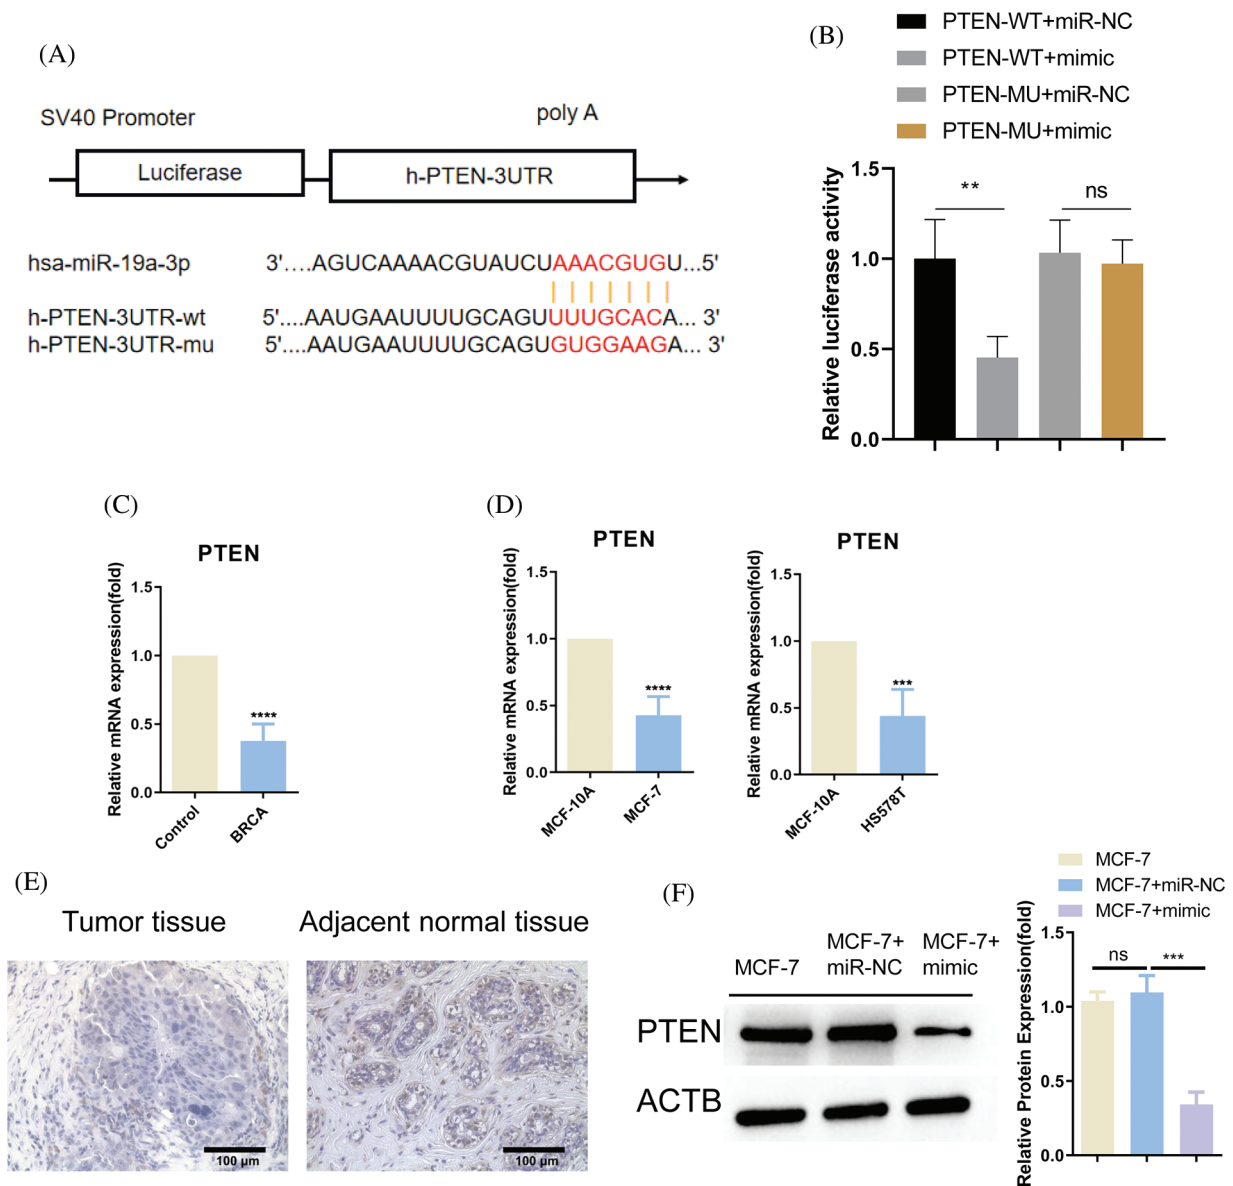 (A)
SV40 Promoter
poly A
Luciferase
h-PTEN-3UTR
hsa-miR-19a-3p 3'....AGUCAAAACGUAUCUAAACGUGU...5'
h-PTEN-3UTR-wt 5'....AAUGAAUUUUGCAGUUUUGCACA... 3'
h-PTEN-3UTR-mu 5'....AAUGAAUUUUGCAGUGUGGAAGA... 3'
(B)
PTEN-WT+miR-NC
PTEN-WT+mimic
PTEN-MU+miR-NC
PTEN-MU+mimic
Relative luciferase activity
1.5
1.0
0.5
0.0
**
ns
(C)
PTEN
Relative mRNA expression(fold)
1.5
1.0
0.5
0.0
****
Control
BRCA
(D)
PTEN
Relative mRNA expression(fold)
1.5
1.0
0.5
0.0
****
MCF-10A
MCF-7
PTEN
Relative mRNA expression(fold)
1.5
1.0
0.5
0.0
***
MCF-10A
HS578T
(E)
Tumor tissue
Adjacent normal tissue
100 μm
100 μm
(F)
MCF-7
MCF-7+
miR-NC
MCF-7+
mimic
PTEN
ACTB
MCF-7
MCF-7+miR-NC
MCF-7+mimic
Relative Protein Expression(fold)
1.5
1.0
0.5
0.0
ns
***